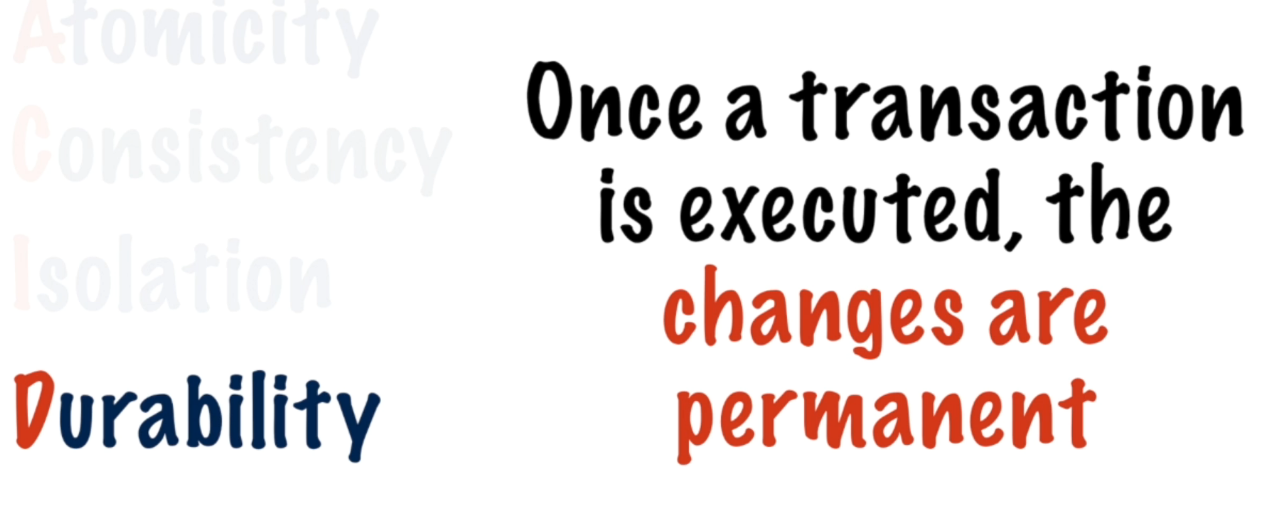 Atomicity
Consistency
Isolation
Durability
Once a transaction
is executed, the
changes are
permanent